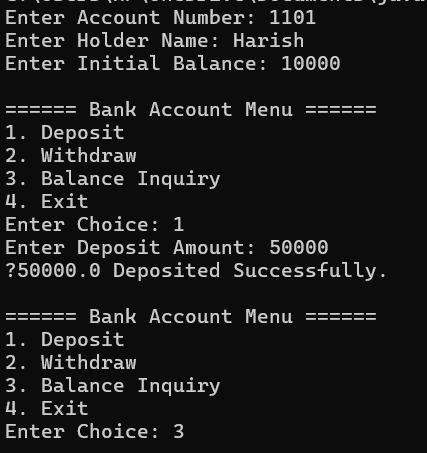 Enter Account Number: 1101
Enter Holder Name: Harish
Enter Initial Balance: 10000
====== Bank Account Menu ======
1. Deposit
2. Withdraw
3. Balance Inquiry
4. Exit
Enter Choice: 1
Enter Deposit Amount: 50000
?50000.0 Deposited Successfully.
====== Bank Account Menu ======
1. Deposit
2. Withdraw
3. Balance Inquiry
4. Exit
Enter Choice: 3